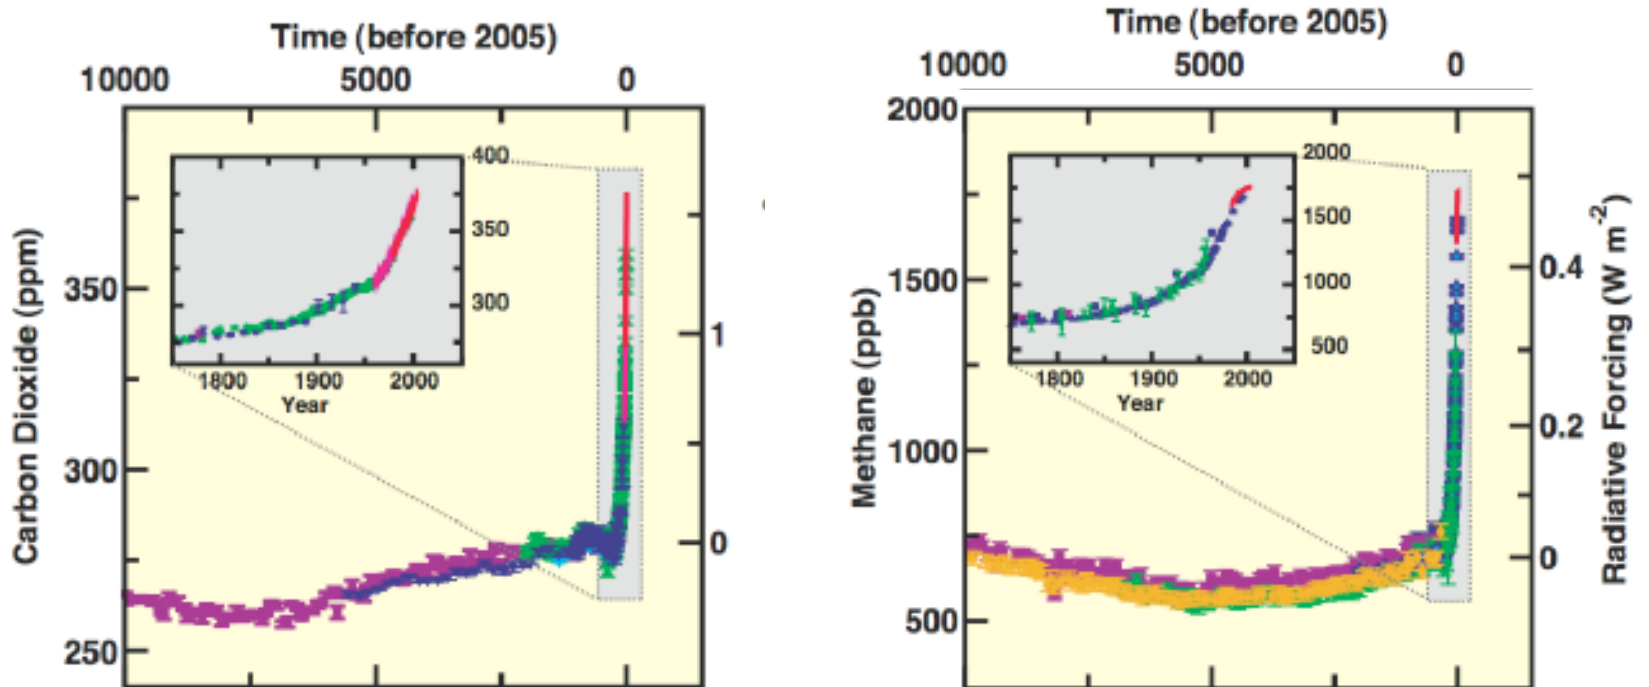 Time (before 2005)
10000 5000 0
Carbon Dioxide (ppm)
350
300
250
400
350
300
1800 1900 2000
Year
1
0
Time (before 2005)
10000 5000 0
Methane (ppb)
2000
1500
1000
500
2000
1500
1000
500
1800 1900 2000
Year
0.4
0.2
0
Radiative Forcing (W m-2)